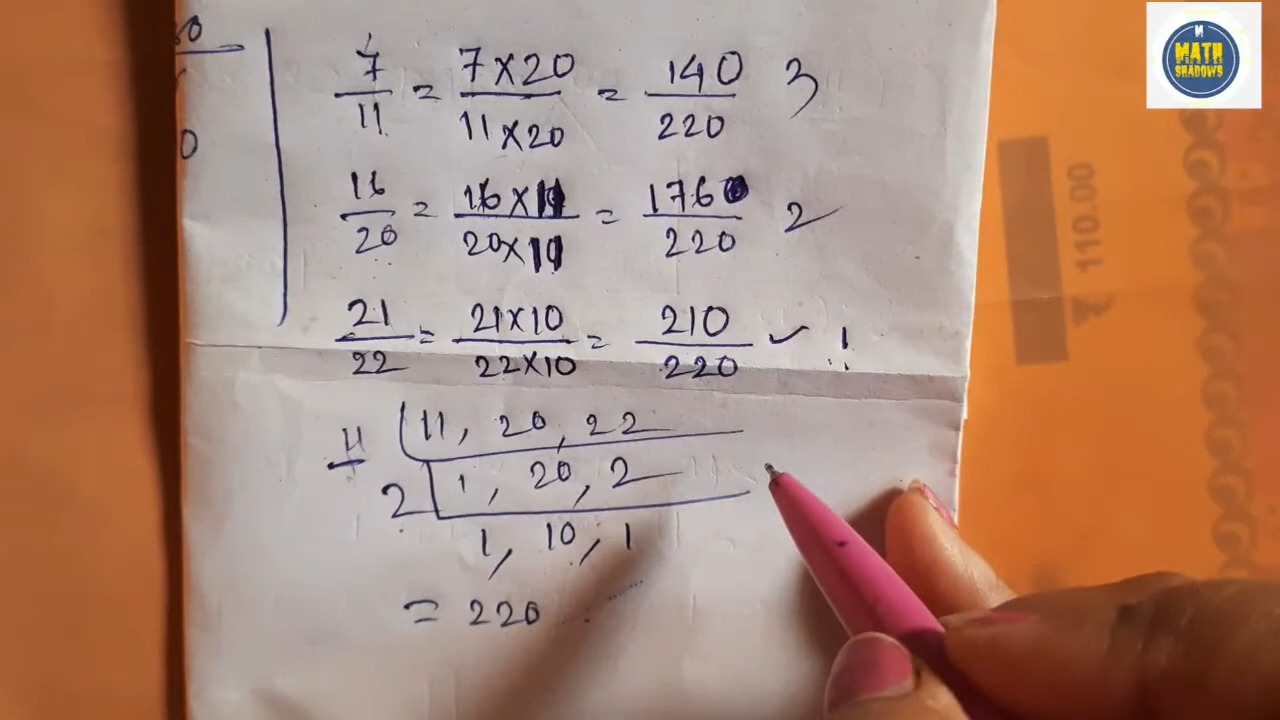 M
MATH
SHADOWS
7/11 = 7×20/11×20 = 140/220 3
16/20 = 16×11/20×11 = 176/220 2
21/22 = 21×10/22×10 = 210/220 ✓ 1
11 | 11, 20, 22
2 | 1, 20, 2
1, 10, 1
= 220
₹ 110.00